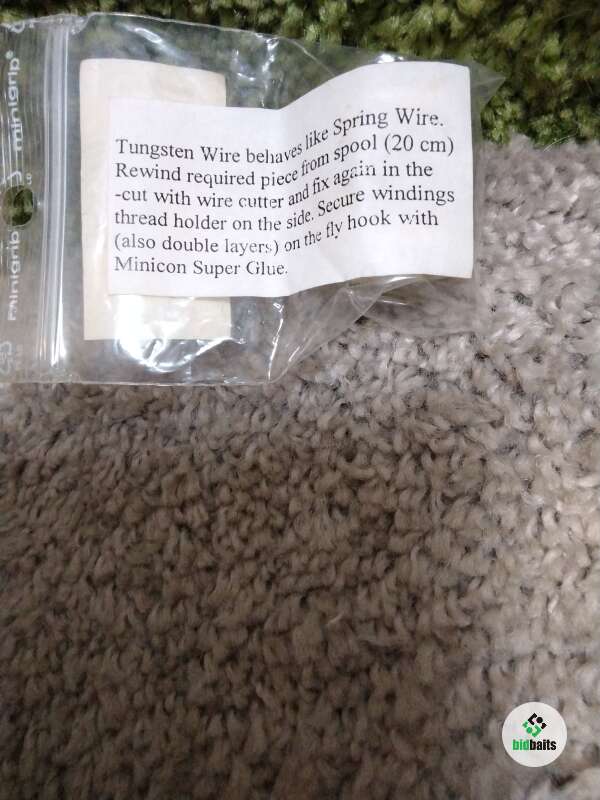 minigrip®
minigrip
Tungsten Wire behaves like Spring Wire.
Rewind required piece from spool (20 cm)
-cut with wire cutter and fix again in the
thread holder on the side. Secure windings
(also double layers) on the fly hook with
Minicon Super Glue.
bidbaits